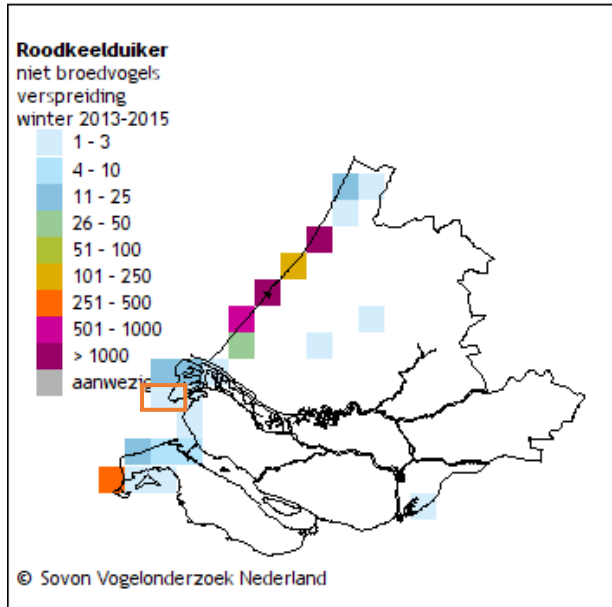 Roodkeelduiker
niet broedvogels
verspreiding
winter 2013-2015
1 - 3
4 - 10
11 - 25
26 - 50
51 - 100
101 - 250
251 - 500
501 - 1000
> 1000
aanwezig
© Sovon Vogelonderzoek Nederland